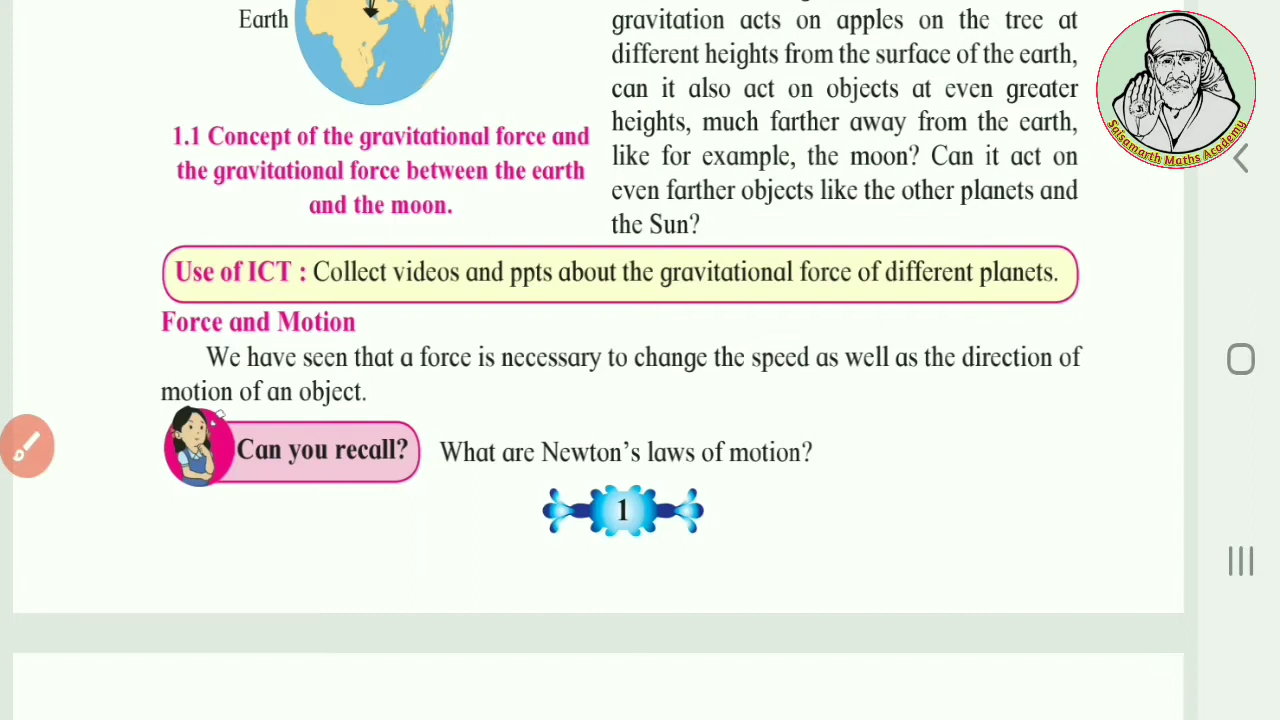 Earth
1.1 Concept of the gravitational force and
the gravitational force between the earth
and the moon.
gravitation acts on apples on the tree at
different heights from the surface of the earth,
can it also act on objects at even greater
heights, much farther away from the earth,
like for example, the moon? Can it act on
even farther objects like the other planets and
the Sun?
Use of ICT : Collect videos and ppts about the gravitational force of different planets.
Force and Motion
We have seen that a force is necessary to change the speed as well as the direction of
motion of an object.
Can you recall? What are Newton's laws of motion?
1
Saisamarth Maths Academy